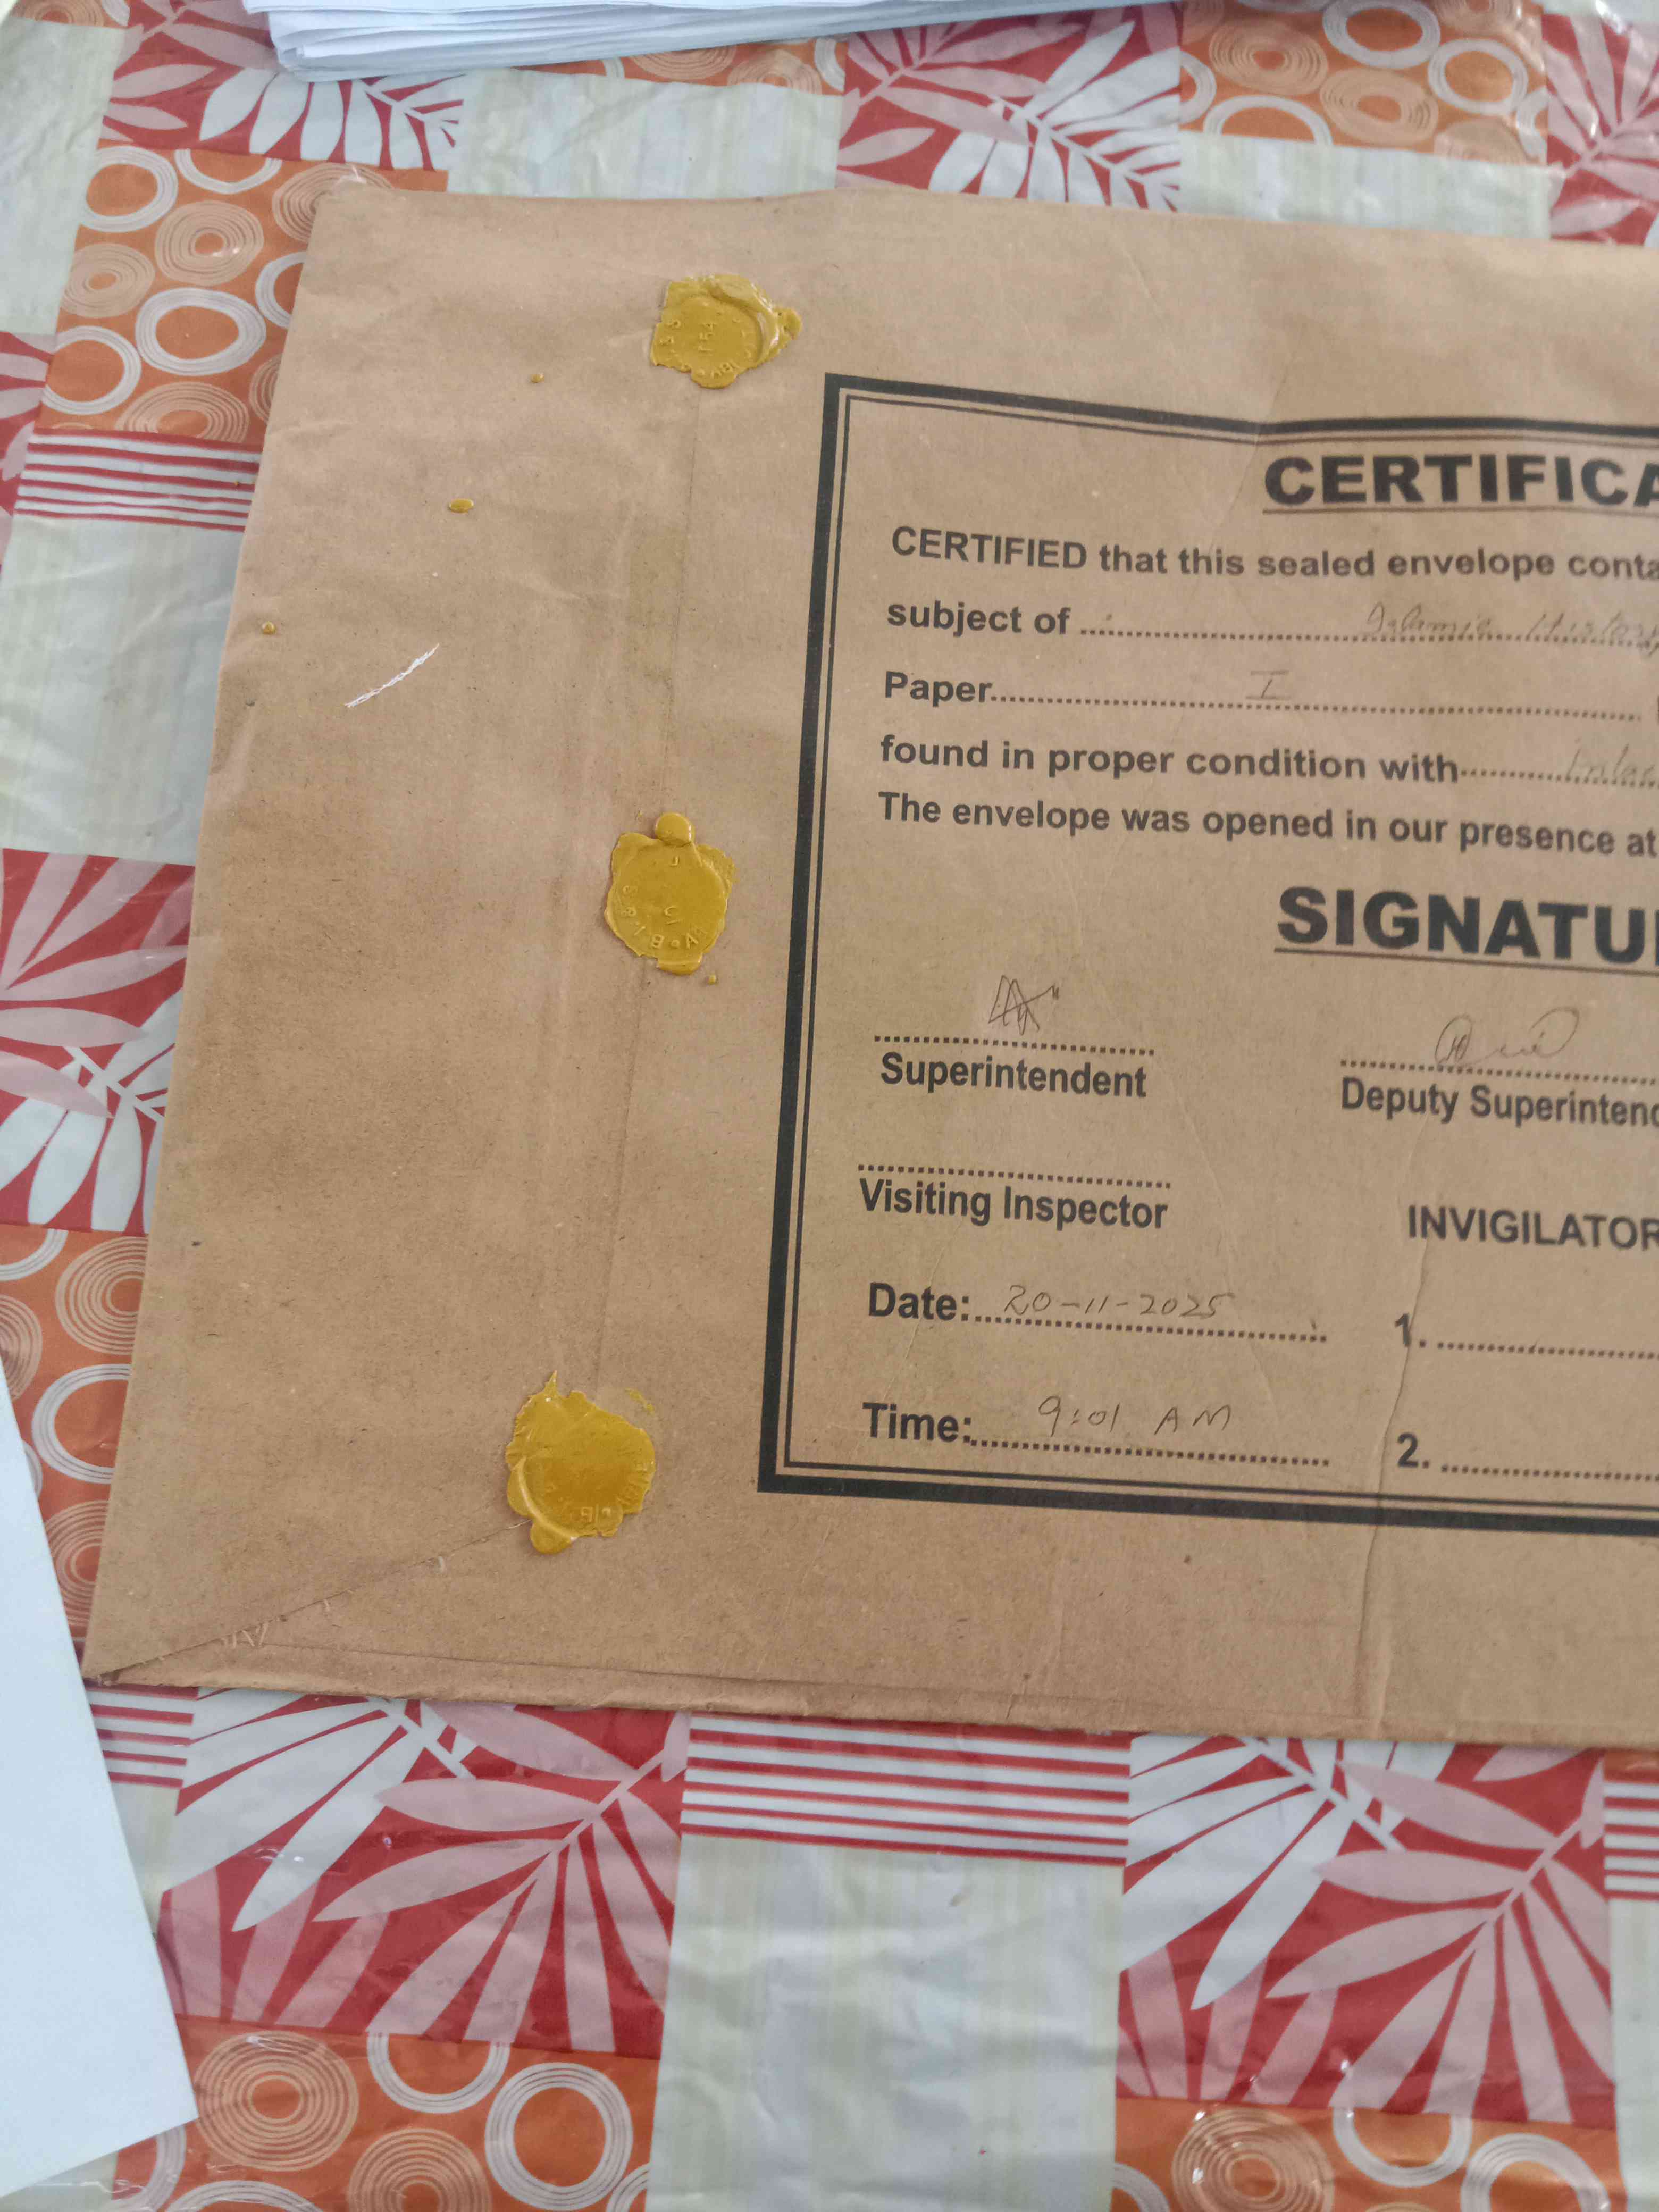 CERTIFICA
CERTIFIED that this sealed envelope conta
subject of Islamic History
Paper I
found in proper condition with
The envelope was opened in our presence at
SIGNATU
Superintendent
Deputy Superintend
Visiting Inspector
INVIGILATOR
Date: 20-11-2025
1.
Time: 9:01 AM
2.